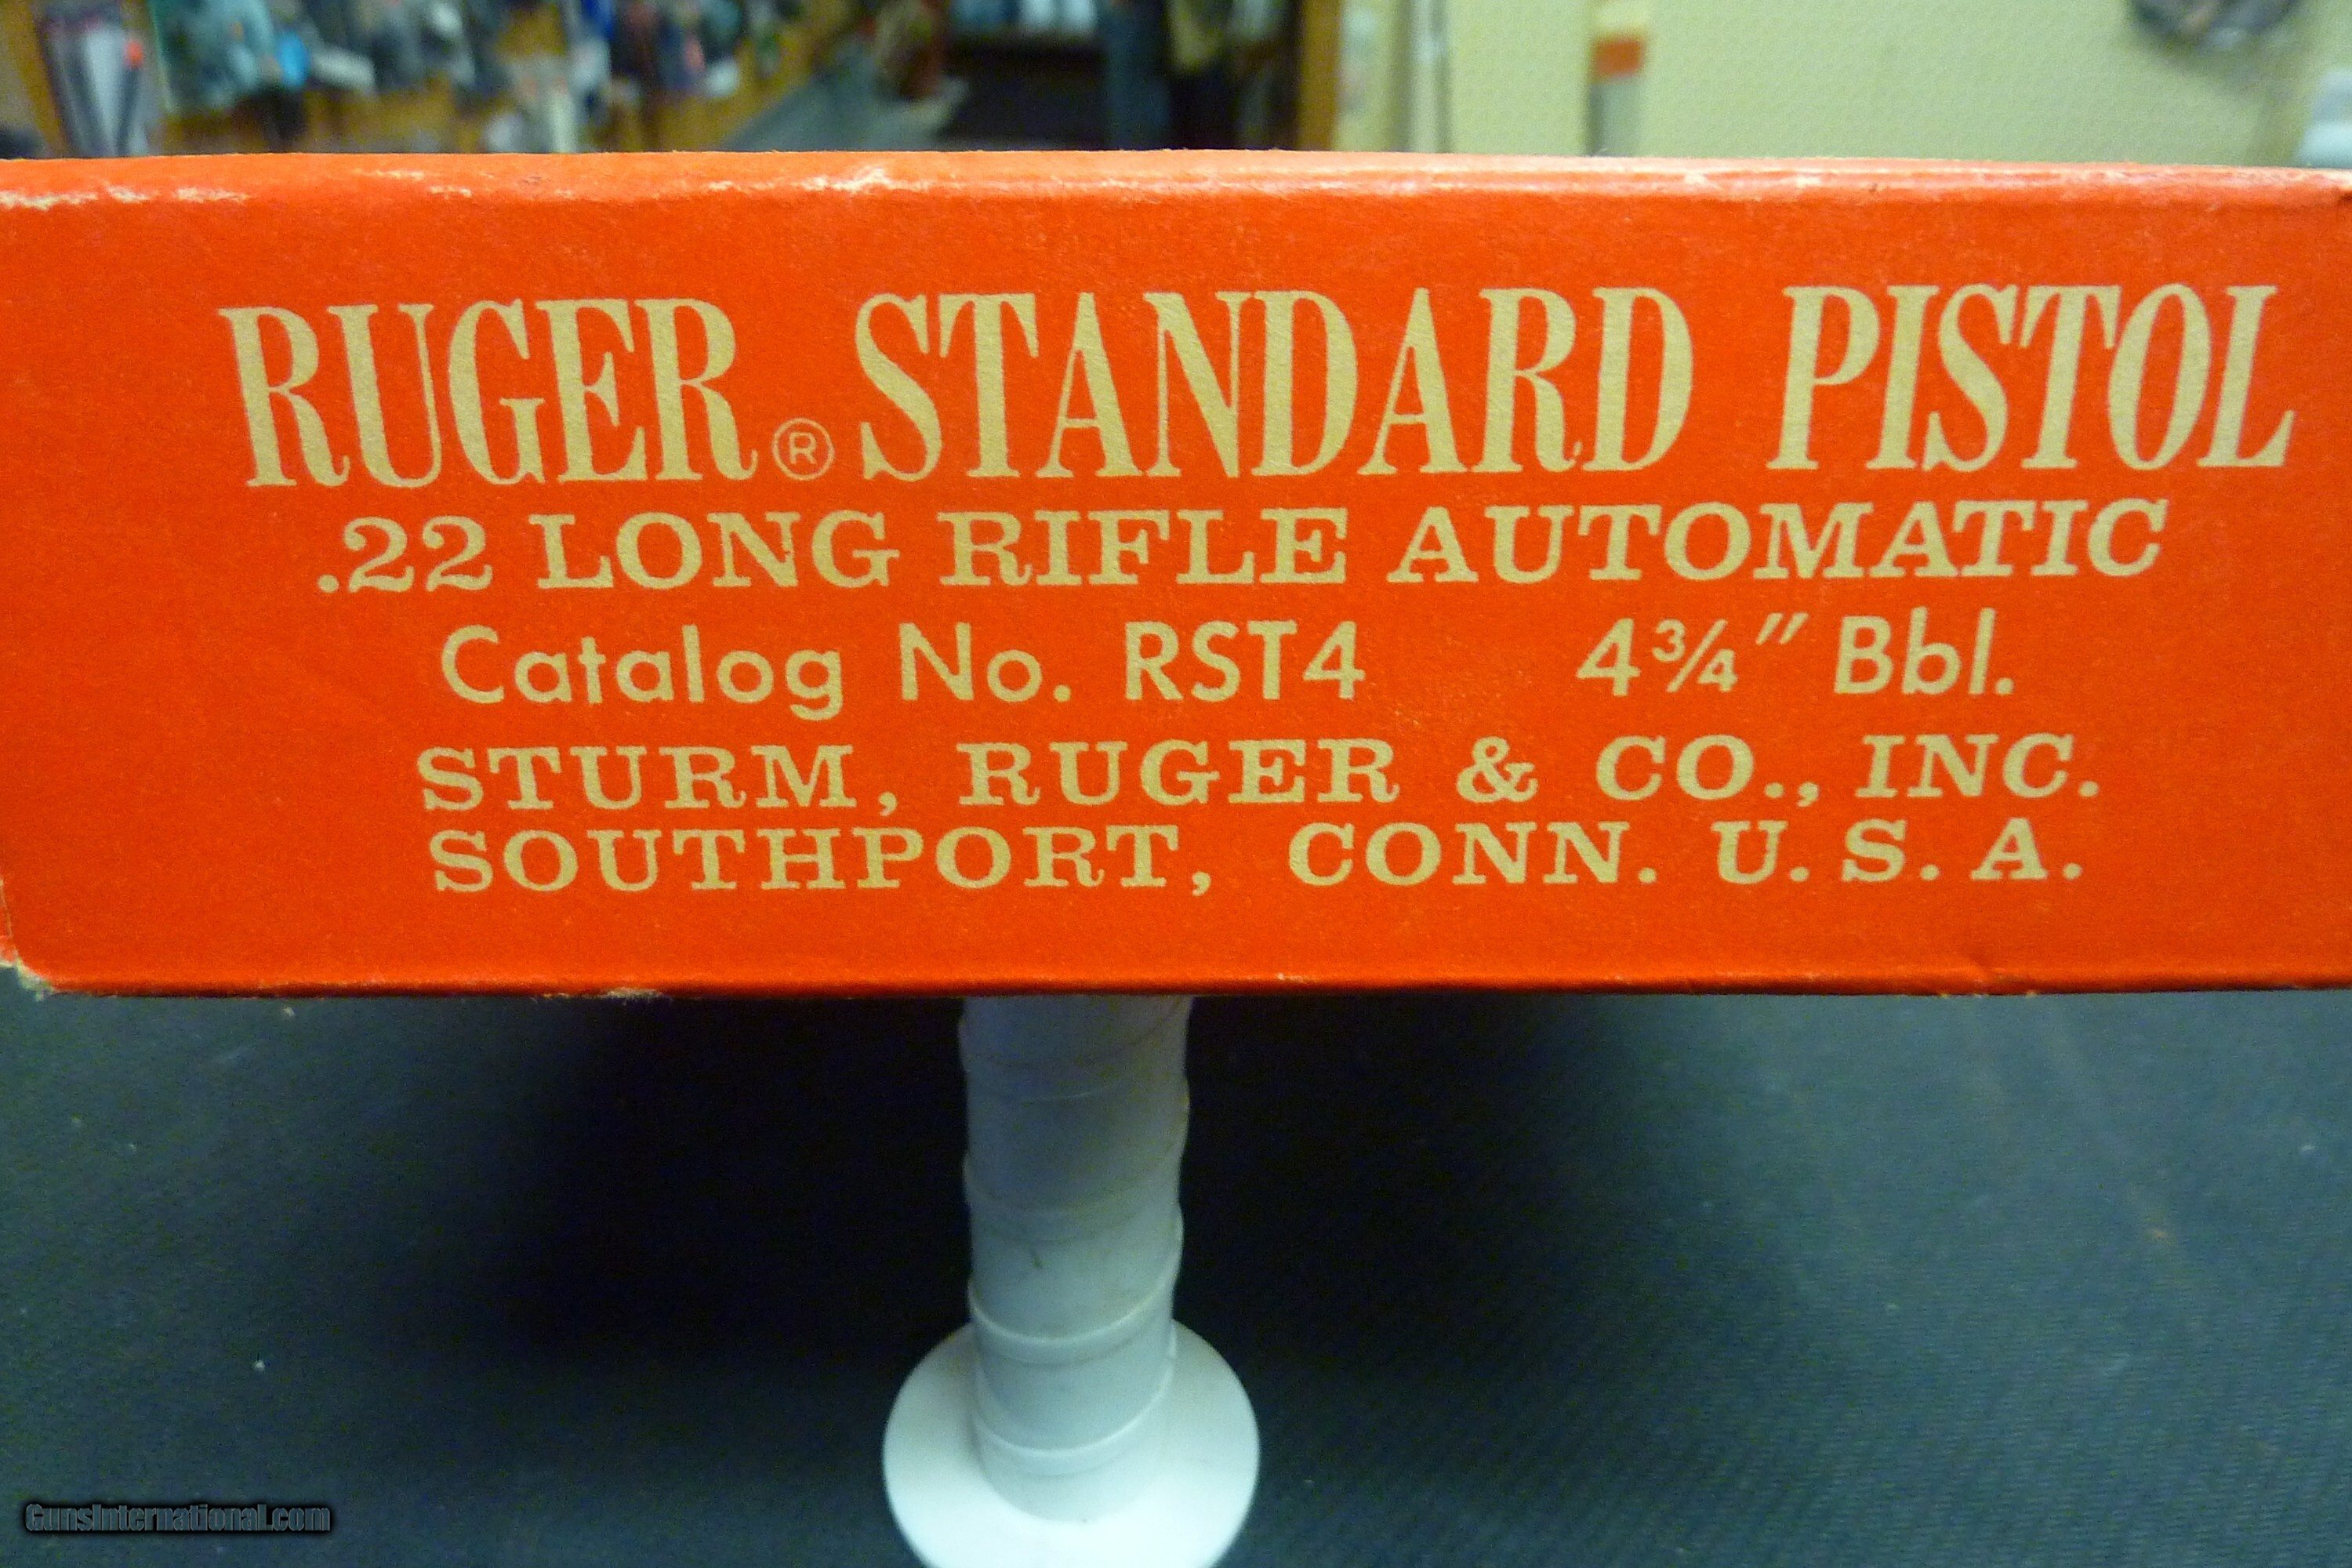 RUGER® STANDARD PISTOL
.22 LONG RIFLE AUTOMATIC
Catalog No. RST4 4¾" Bbl.
STURM, RUGER & CO., INC.
SOUTHPORT, CONN. U. S. A.
GunsInternational.com